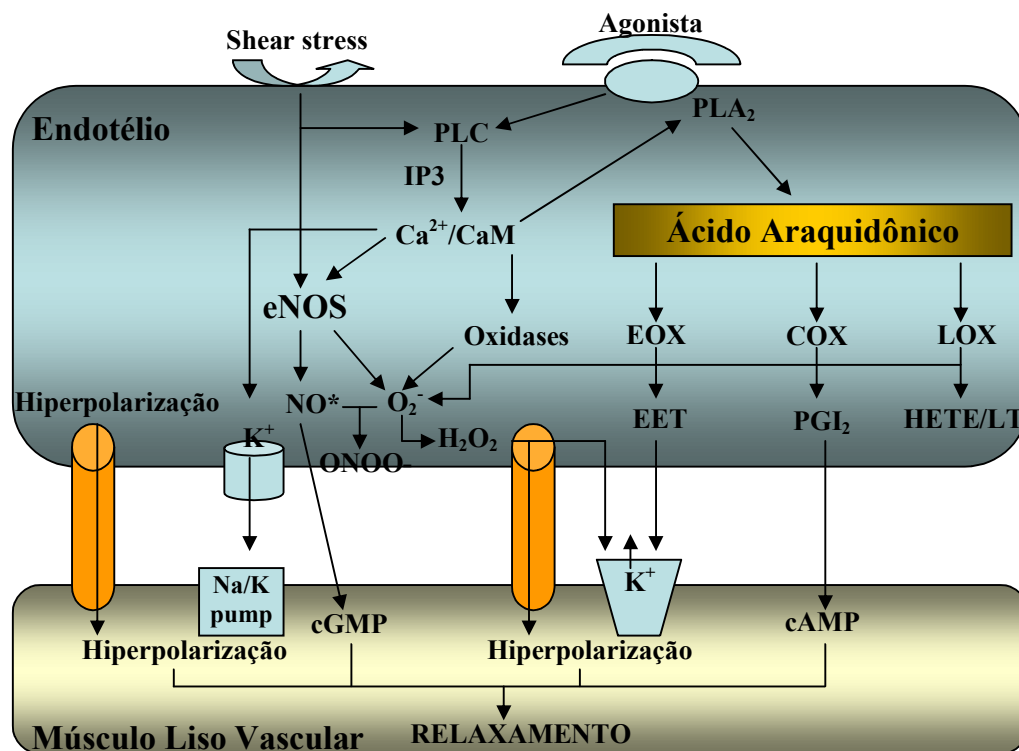 Shear stress
Agonista
Endotélio
PLA₂
PLC
IP3
Ca²⁺/CaM
Ácido Araquidônico
eNOS
Oxidases
EOX
COX
LOX
Hiperpolarização
NO*
O₂⁻
EET
PGI₂
HETE/LT
K⁺
H₂O₂
ONOO-
Na/K
pump
K⁺
cGMP
cAMP
Hiperpolarização
Hiperpolarização
RELAXAMENTO
Músculo Liso Vascular